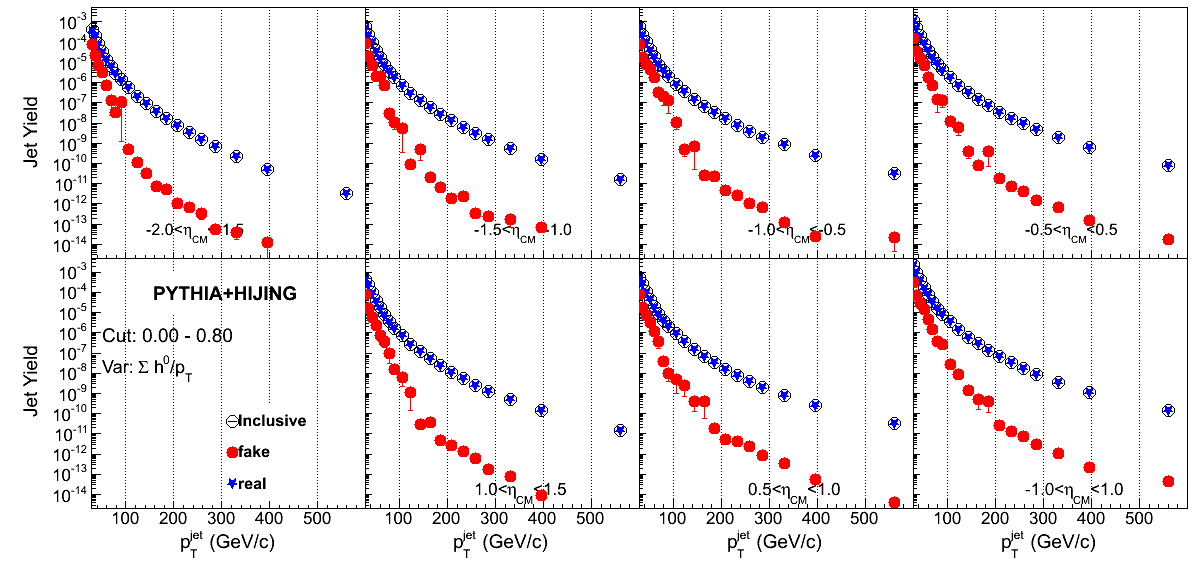 Jet Yield
10^-3
10^-4
10^-5
10^-6
10^-7
10^-8
10^-9
10^-10
10^-11
10^-12
10^-13
10^-14
-1.5<η_CM<-1.0
-1.0<η_CM<-0.5
-0.5<η_CM<0.5
Jet Yield
10^-3
10^-4
10^-5
10^-6
10^-7
10^-8
10^-9
10^-10
10^-11
10^-12
10^-13
10^-14
PYTHIA+HIJING
Cut: 0.00 - 0.80
Var: Σ h^0/p_T
Inclusive
fake
real
1.0<η_CM<1.5
0.5<η_CM<1.0
-1.0<η_CM<1.0
100 200 300 400 500
100 200 300 400 500
100 200 300 400 500
100 200 300 400 500
p_T^jet (GeV/c)
p_T^jet (GeV/c)
p_T^jet (GeV/c)
p_T^jet (GeV/c)